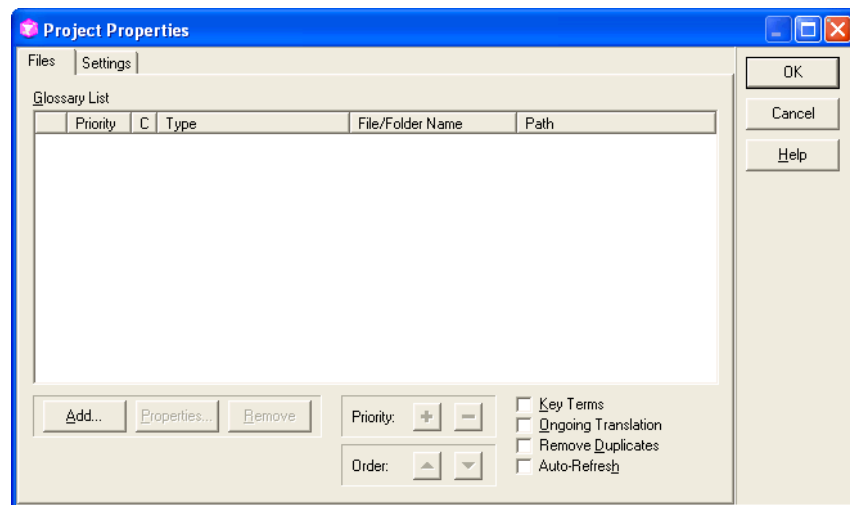 Project Properties
Files Settings
OK
Glossary List
Cancel
Priority C Type File/Folder Name Path
Help
Add... Properties... Remove
Priority:
Key Terms
Ongoing Translation
Remove Duplicates
Order:
Auto-Refresh